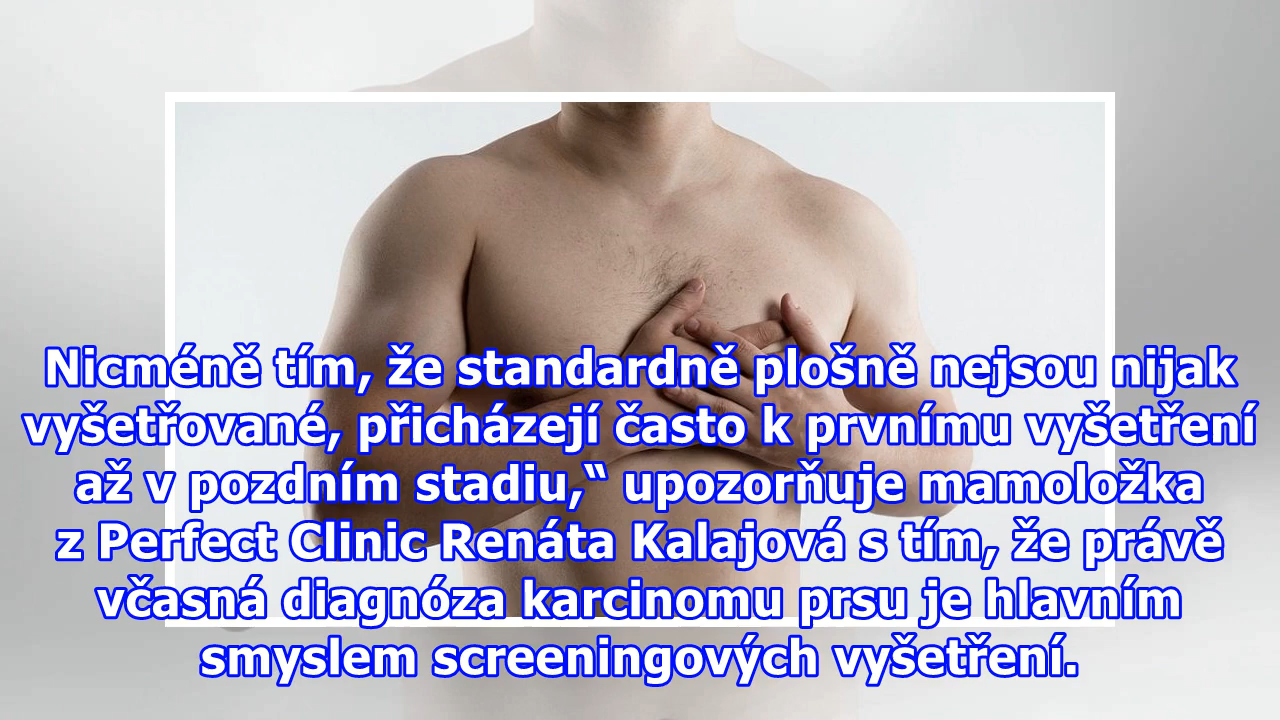 Nicméně tím, že standardně plošně nejsou nijak
vyšetřované, přicházejí často k prvnímu vyšetření
až v pozdním stadiu,“ upozorňuje mamoložka
z Perfect Clinic Renáta Kalajová s tím, že právě
včasná diagnóza karcinomu prsu je hlavním
smyslem screeningových vyšetření.